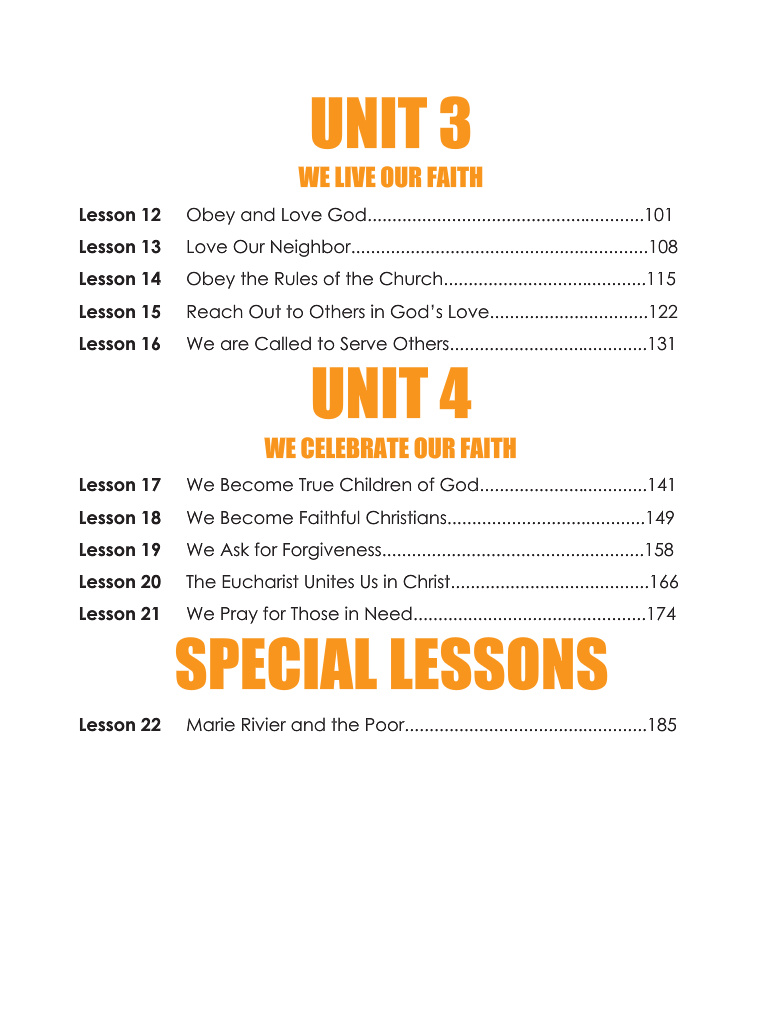 UNIT 3
WE LIVE OUR FAITH
Lesson 12 Obey and Love God........................................................101
Lesson 13 Love Our Neighbor............................................................108
Lesson 14 Obey the Rules of the Church.........................................115
Lesson 15 Reach Out to Others in God’s Love................................122
Lesson 16 We are Called to Serve Others........................................131
UNIT 4
WE CELEBRATE OUR FAITH
Lesson 17 We Become True Children of God..................................141
Lesson 18 We Become Faithful Christians........................................149
Lesson 19 We Ask for Forgiveness.....................................................158
Lesson 20 The Eucharist Unites Us in Christ........................................166
Lesson 21 We Pray for Those in Need...............................................174
SPECIAL LESSONS
Lesson 22 Marie Rivier and the Poor.................................................185